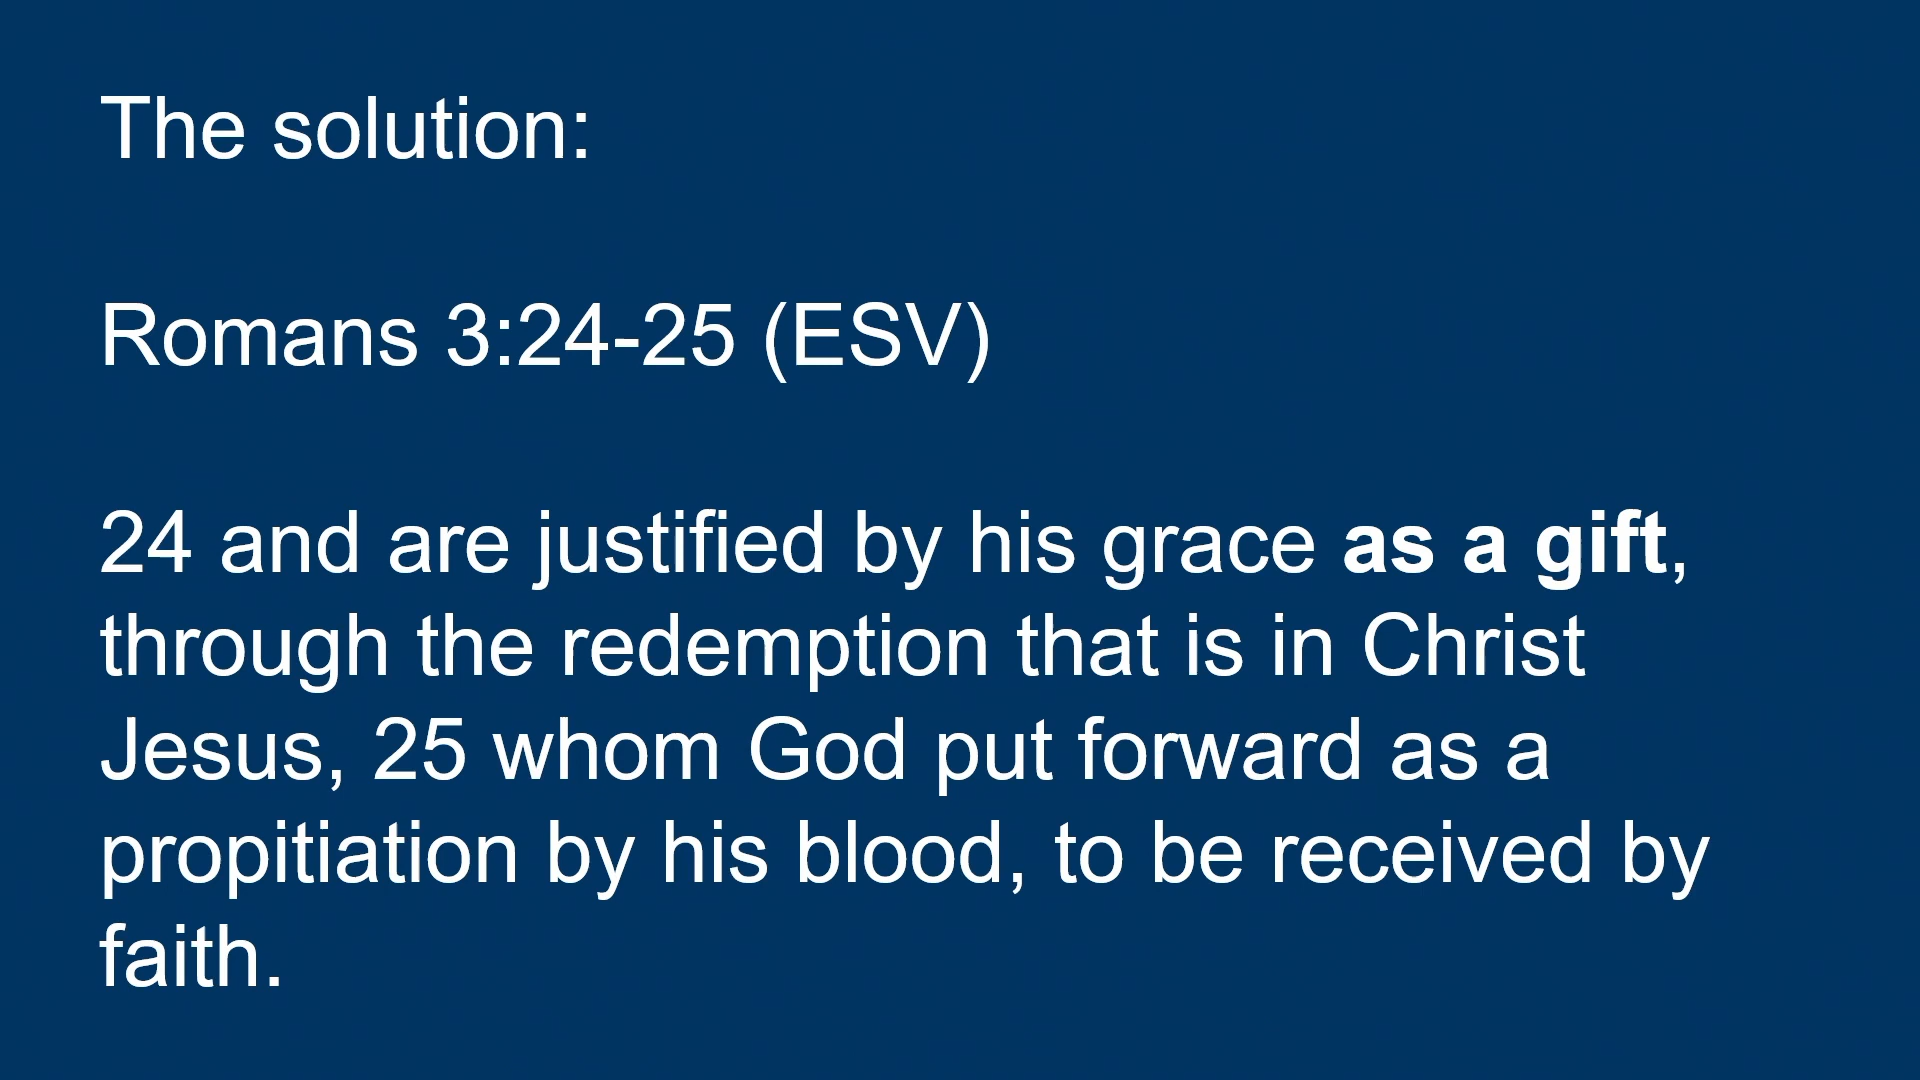 The solution:
Romans 3:24-25 (ESV)
24 and are justified by his grace as a gift,
through the redemption that is in Christ
Jesus, 25 whom God put forward as a
propitiation by his blood, to be received by
faith.